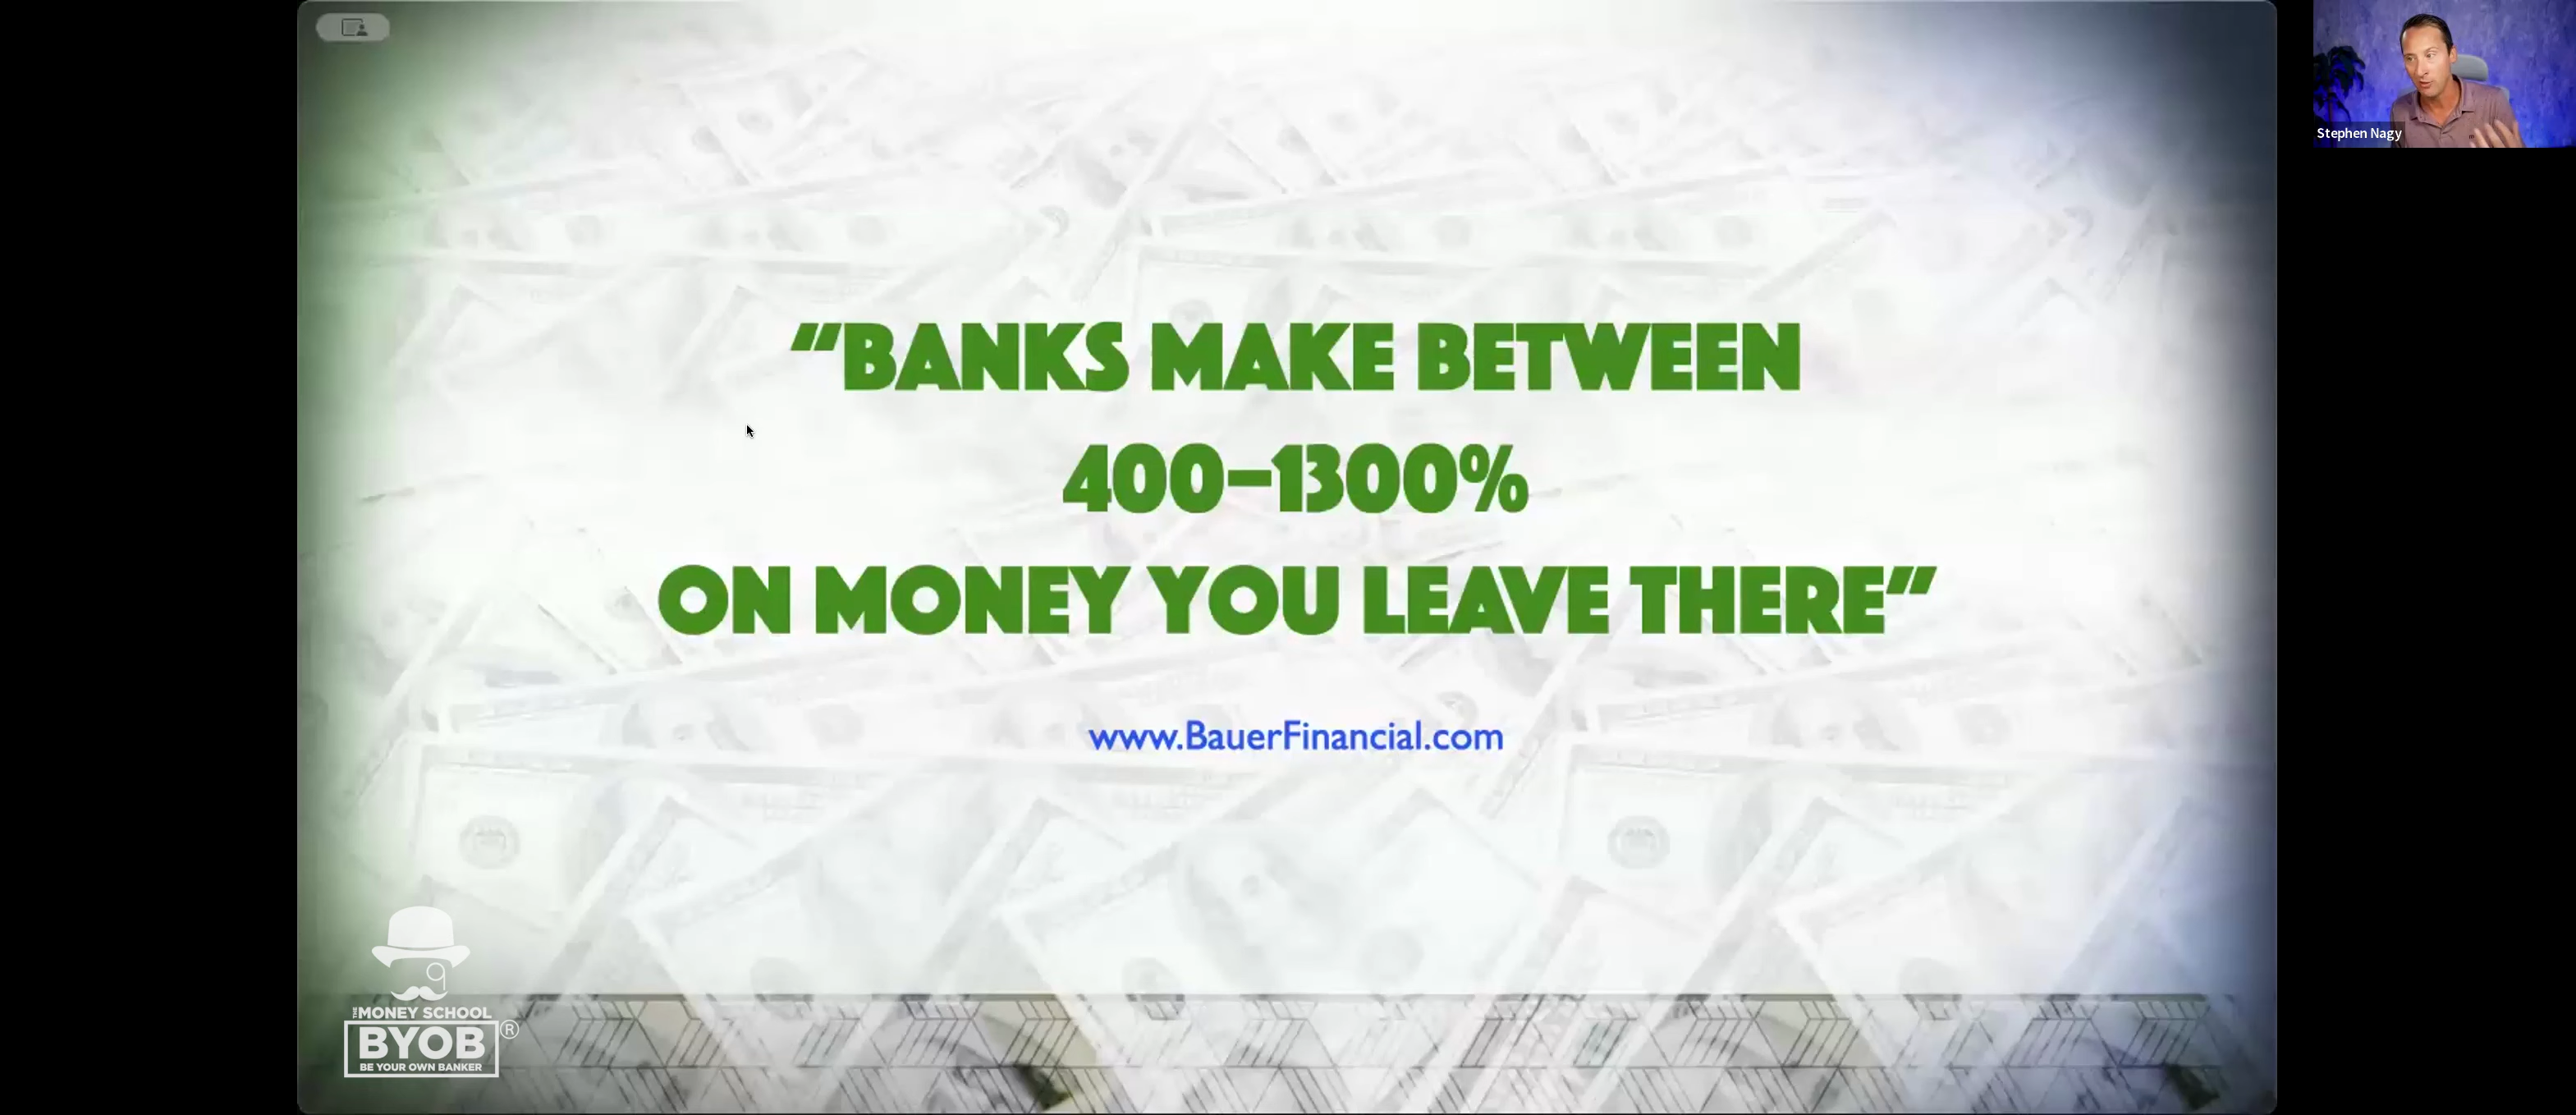 "BANKS MAKE BETWEEN
400-1300%
ON MONEY YOU LEAVE THERE"
www.BauerFinancial.com
Stephen Nagy
THE MONEY SCHOOL
BYOB®
BE YOUR OWN BANKER